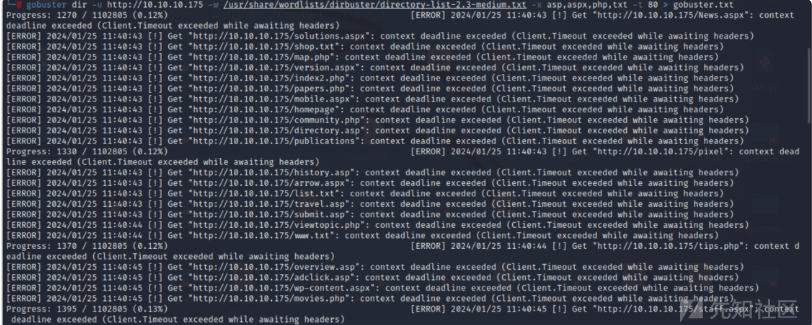 gobuster dir -u http://10.10.10.175 -w /usr/share/wordlists/dirbuster/directory-list-2.3-medium.txt -x asp,aspx,php,txt -t 80 > gobuster.txt
Progress: 1270 / 1102805 (0.12%) [ERROR] 2024/01/25 11:40:43 [!] Get "http://10.10.10.175/News.aspx": context
deadline exceeded (Client.Timeout exceeded while awaiting headers)
[ERROR] 2024/01/25 11:40:43 [!] Get "http://10.10.10.175/solutions.aspx": context deadline exceeded (Client.Timeout exceeded while awaiting headers)
[ERROR] 2024/01/25 11:40:43 [!] Get "http://10.10.10.175/shop.txt": context deadline exceeded (Client.Timeout exceeded while awaiting headers)
[ERROR] 2024/01/25 11:40:43 [!] Get "http://10.10.10.175/map.php": context deadline exceeded (Client.Timeout exceeded while awaiting headers)
[ERROR] 2024/01/25 11:40:43 [!] Get "http://10.10.10.175/version.aspx": context deadline exceeded (Client.Timeout exceeded while awaiting headers)
[ERROR] 2024/01/25 11:40:43 [!] Get "http://10.10.10.175/index2.php": context deadline exceeded (Client.Timeout exceeded while awaiting headers)
[ERROR] 2024/01/25 11:40:43 [!] Get "http://10.10.10.175/papers.php": context deadline exceeded (Client.Timeout exceeded while awaiting headers)
[ERROR] 2024/01/25 11:40:43 [!] Get "http://10.10.10.175/mobile.aspx": context deadline exceeded (Client.Timeout exceeded while awaiting headers)
[ERROR] 2024/01/25 11:40:43 [!] Get "http://10.10.10.175/homepage": context deadline exceeded (Client.Timeout exceeded while awaiting headers)
[ERROR] 2024/01/25 11:40:43 [!] Get "http://10.10.10.175/community.php": context deadline exceeded (Client.Timeout exceeded while awaiting headers)
[ERROR] 2024/01/25 11:40:43 [!] Get "http://10.10.10.175/directory.asp": context deadline exceeded (Client.Timeout exceeded while awaiting headers)
[ERROR] 2024/01/25 11:40:43 [!] Get "http://10.10.10.175/publications": context deadline exceeded (Client.Timeout exceeded while awaiting headers)
Progress: 1330 / 1102805 (0.12%) [ERROR] 2024/01/25 11:40:43 [!] Get "http://10.10.10.175/pixel": context dead
line exceeded (Client.Timeout exceeded while awaiting headers)
[ERROR] 2024/01/25 11:40:43 [!] Get "http://10.10.10.175/history.asp": context deadline exceeded (Client.Timeout exceeded while awaiting headers)
[ERROR] 2024/01/25 11:40:43 [!] Get "http://10.10.10.175/arrow.aspx": context deadline exceeded (Client.Timeout exceeded while awaiting headers)
[ERROR] 2024/01/25 11:40:43 [!] Get "http://10.10.10.175/list.txt": context deadline exceeded (Client.Timeout exceeded while awaiting headers)
[ERROR] 2024/01/25 11:40:43 [!] Get "http://10.10.10.175/travel.asp": context deadline exceeded (Client.Timeout exceeded while awaiting headers)
[ERROR] 2024/01/25 11:40:43 [!] Get "http://10.10.10.175/submit.asp": context deadline exceeded (Client.Timeout exceeded while awaiting headers)
[ERROR] 2024/01/25 11:40:44 [!] Get "http://10.10.10.175/viewtopic.php": context deadline exceeded (Client.Timeout exceeded while awaiting headers)
[ERROR] 2024/01/25 11:40:44 [!] Get "http://10.10.10.175/www.txt": context deadline exceeded (Client.Timeout exceeded while awaiting headers)
Progress: 1370 / 1102805 (0.12%) [ERROR] 2024/01/25 11:40:44 [!] Get "http://10.10.10.175/tips.php": context d
eadline exceeded (Client.Timeout exceeded while awaiting headers)
[ERROR] 2024/01/25 11:40:45 [!] Get "http://10.10.10.175/overview.asp": context deadline exceeded (Client.Timeout exceeded while awaiting headers)
[ERROR] 2024/01/25 11:40:45 [!] Get "http://10.10.10.175/adclick.asp": context deadline exceeded (Client.Timeout exceeded while awaiting headers)
[ERROR] 2024/01/25 11:40:45 [!] Get "http://10.10.10.175/wp-content.aspx": context deadline exceeded (Client.Timeout exceeded while awaiting headers)
[ERROR] 2024/01/25 11:40:45 [!] Get "http://10.10.10.175/movies.php": context deadline exceeded (Client.Timeout exceeded while awaiting headers)
Progress: 1395 / 1102805 (0.13%) [ERROR] 2024/01/25 11:40:45 [!] Get "http://10.10.10.175/staff.aspx": context
deadline exceeded (Client.Timeout exceeded while awaiting headers)
先知社区